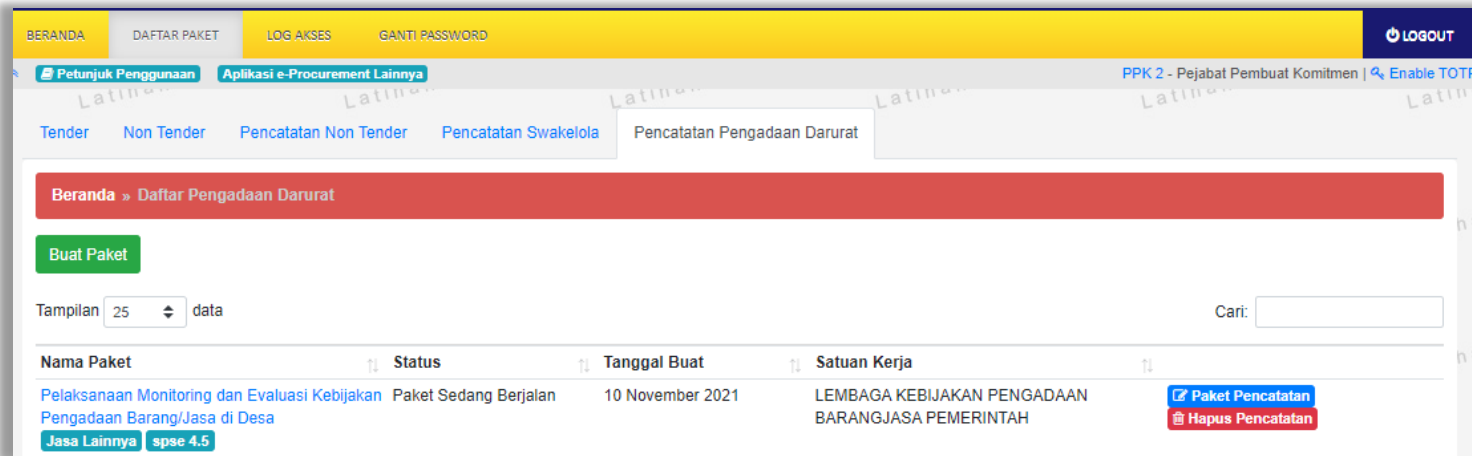 BERANDA DAFTAR PAKET LOG AKSES GANTI PASSWORD LOGOUT
Petunjuk Penggunaan Aplikasi e-Procurement Lainnya PPK 2 - Pejabat Pembuat Komitmen | Enable TOTP
Tender Non Tender Pencatatan Non Tender Pencatatan Swakelola Pencatatan Pengadaan Darurat
Beranda » Daftar Pengadaan Darurat
Buat Paket
Tampilan 25 data Cari:
Nama Paket Status Tanggal Buat Satuan Kerja
Pelaksanaan Monitoring dan Evaluasi Kebijakan Paket Sedang Berjalan 10 November 2021 LEMBAGA KEBIJAKAN PENGADAAN Paket Pencatatan
Pengadaan Barang/Jasa di Desa BARANGJASA PEMERINTAH Hapus Pencatatan
Jasa Lainnya spse 4.5